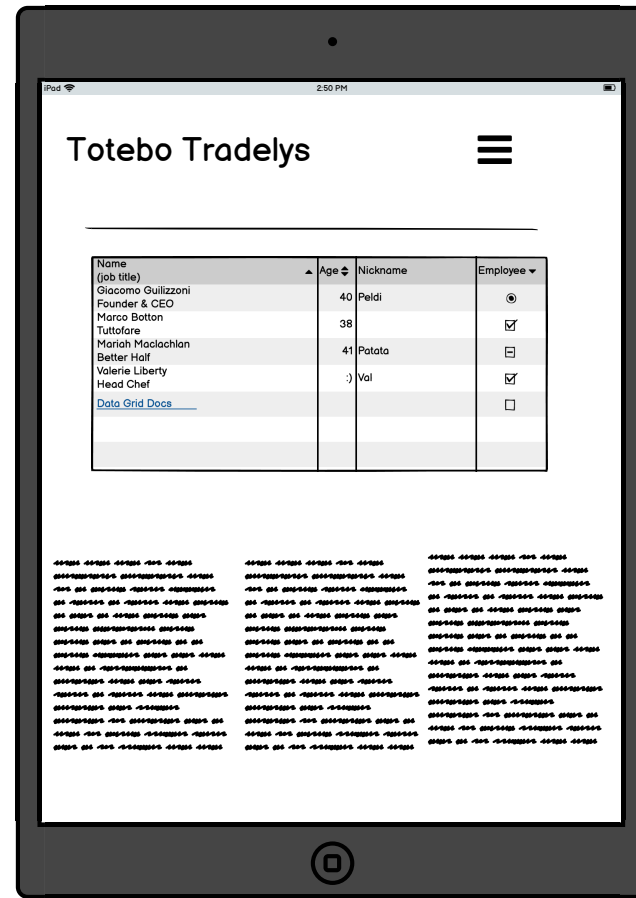 iPad
2:50 PM
Totebo Tradelys
Name
(job title)
Age
Nickname
Employee
Giacomo Guilizzoni
Founder & CEO
40
Peldi
Marco Botton
Tuttofare
38
Mariah Maclachlan
Better Half
41
Patata
Valerie Liberty
Head Chef
:)
Val
Data Grid Docs